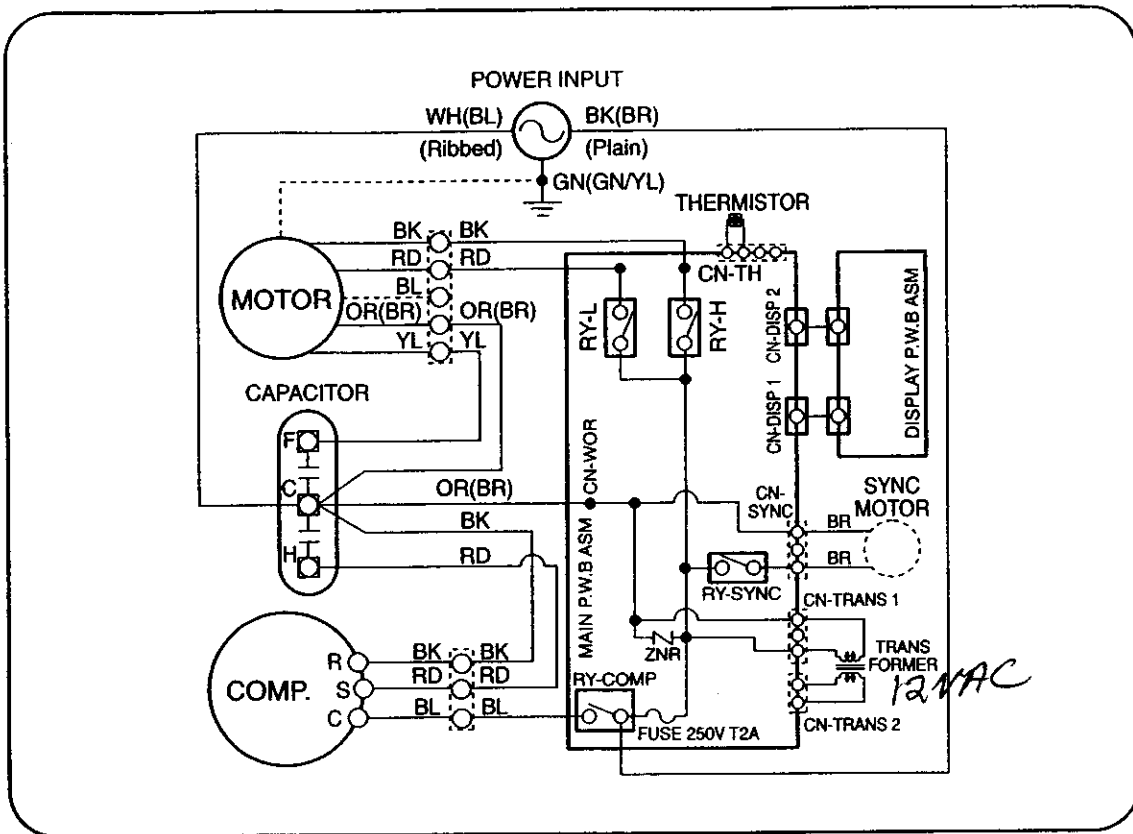 POWER INPUT
WH(BL) BK(BR)
(Ribbed) (Plain)
GN(GN/YL)
THERMISTOR
CN-TH
BK BK
RD RD
BL
OR(BR) OR(BR)
YL YL
MOTOR
RY-L
RY-H
CN-DISP 2
CN-DISP 1
DISPLAY P.W.B ASM
CAPACITOR
F
C
H
OR(BR)
BK
RD
CN-WOR
MAIN P.W.B ASM
CN-
SYNC
SYNC
MOTOR
BR
BR
RY-SYNC
CN-TRANS 1
ZNR
TRANS
FORMER
12VAC
CN-TRANS 2
COMP.
R BK BK
S RD RD
C BL BL
RY-COMP
FUSE 250V T2A